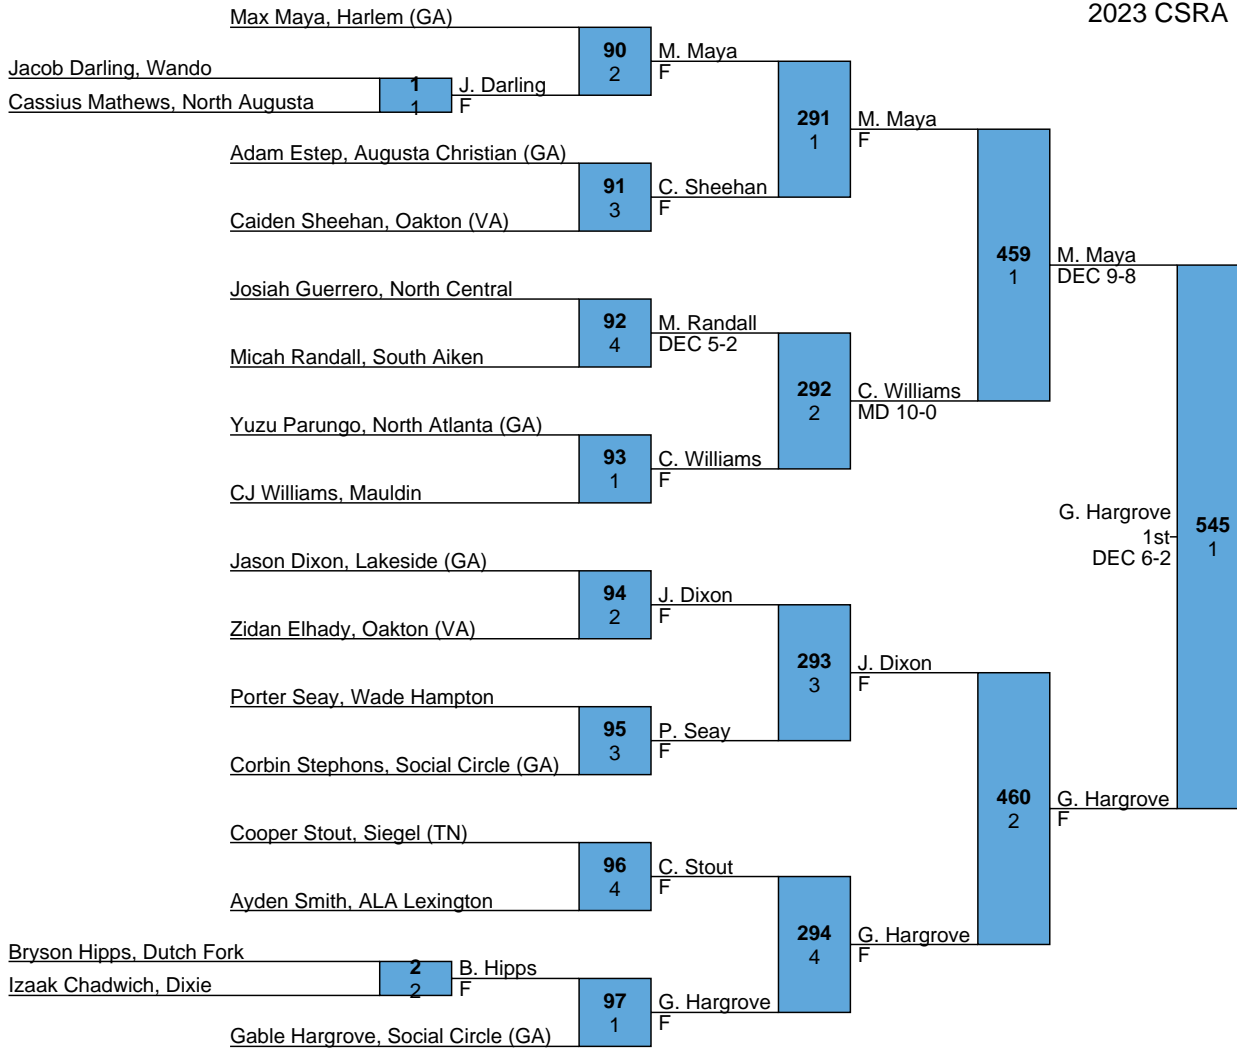 2023 CSRA
Max Maya, Harlem (GA)
90
2
M. Maya
F
Jacob Darling, Wando
1
1
J. Darling
F
Cassius Mathews, North Augusta
291
1
M. Maya
F
Adam Estep, Augusta Christian (GA)
91
3
C. Sheehan
F
Caiden Sheehan, Oakton (VA)
459
1
M. Maya
DEC 9-8
Josiah Guerrero, North Central
92
4
M. Randall
DEC 5-2
Micah Randall, South Aiken
292
2
C. Williams
MD 10-0
Yuzu Parungo, North Atlanta (GA)
93
1
C. Williams
F
CJ Williams, Mauldin
G. Hargrove
1st
DEC 6-2
545
1
Jason Dixon, Lakeside (GA)
94
2
J. Dixon
F
Zidan Elhady, Oakton (VA)
293
3
J. Dixon
F
Porter Seay, Wade Hampton
95
3
P. Seay
F
Corbin Stephons, Social Circle (GA)
460
2
G. Hargrove
F
Cooper Stout, Siegel (TN)
96
4
C. Stout
F
Ayden Smith, ALA Lexington
294
4
G. Hargrove
F
Bryson Hipps, Dutch Fork
2
2
B. Hipps
F
Izaak Chadwich, Dixie
97
1
G. Hargrove
F
Gable Hargrove, Social Circle (GA)